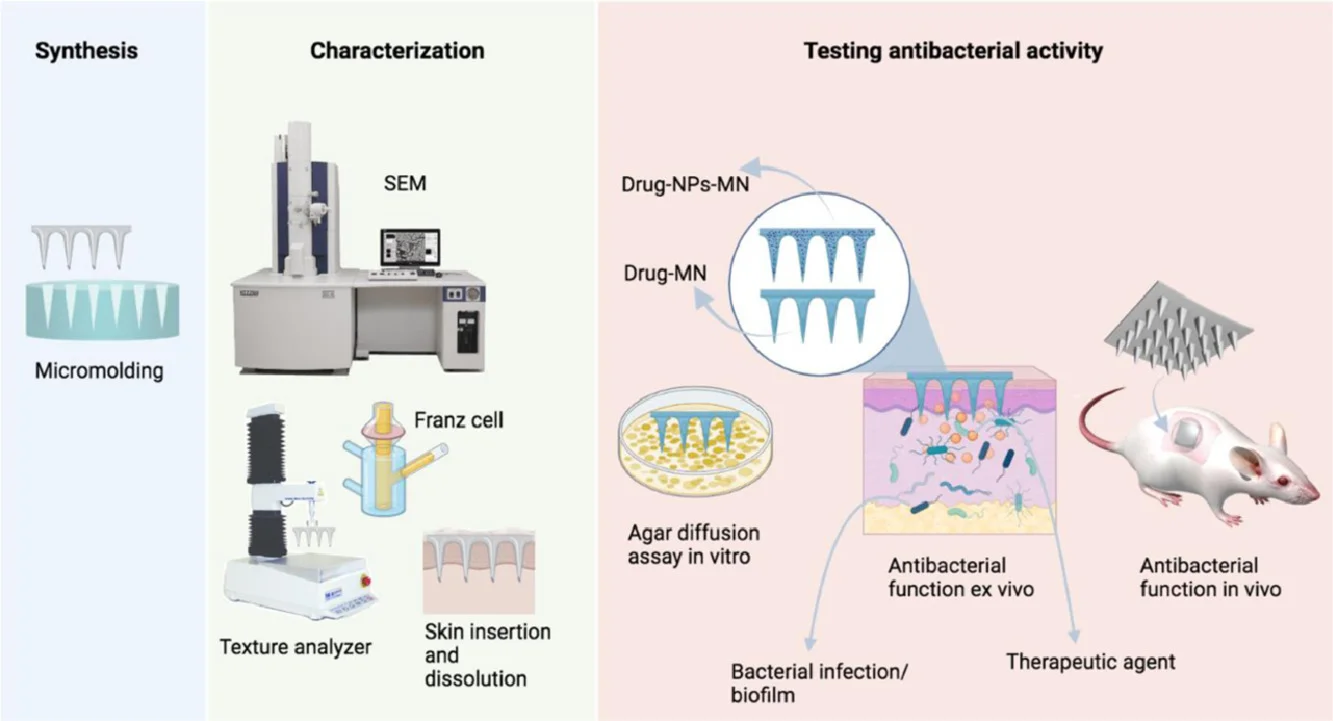 Synthesis
Characterization
Testing antibacterial activity
Micromolding
SEM
Franz cell
Texture analyzer
Skin insertion
and
dissolution
Drug-NPs-MN
Drug-MN
Agar diffusion
assay in vitro
Antibacterial
function ex vivo
Antibacterial
function in vivo
Bacterial infection/
biofilm
Therapeutic agent